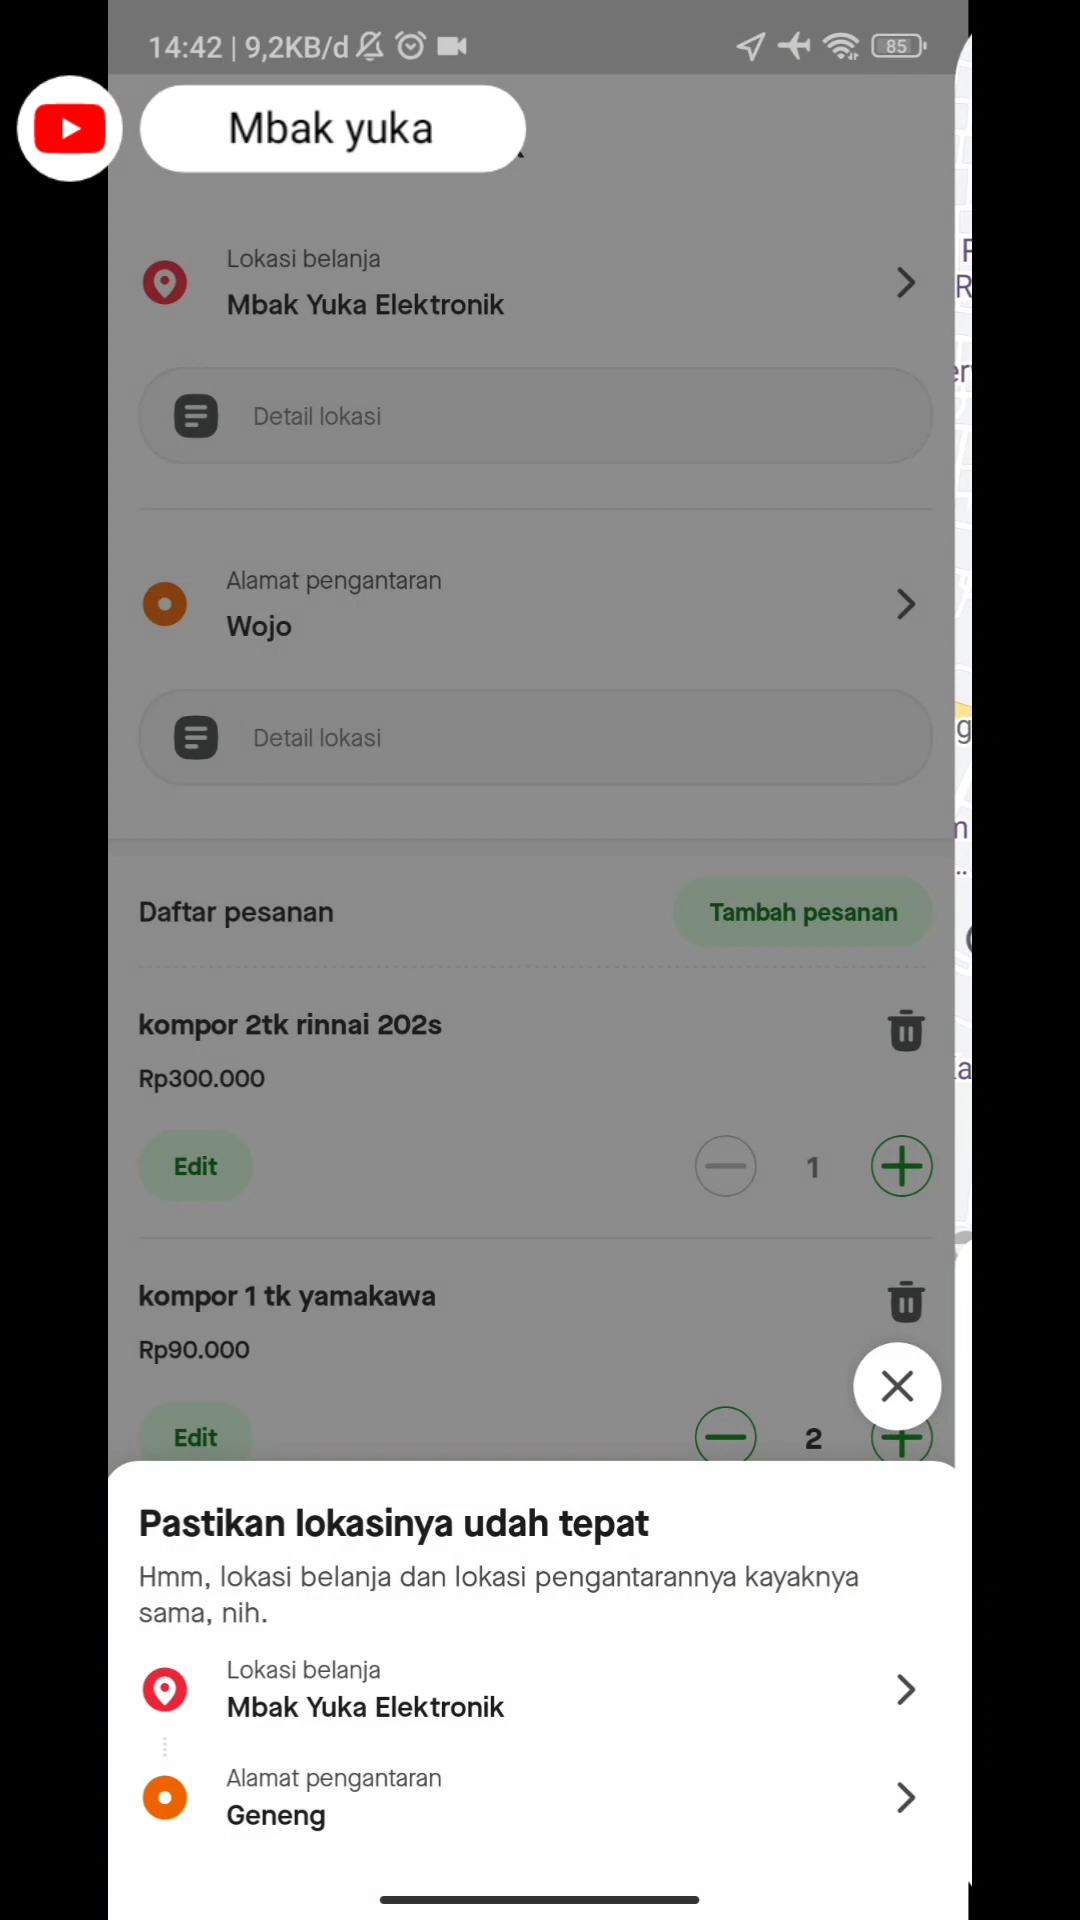 14:42 | 9,2KB/d
85
Mbak yuka
Lokasi belanja
Mbak Yuka Elektronik
Detail lokasi
Alamat pengantaran
Wojo
Detail lokasi
Daftar pesanan
Tambah pesanan
kompor 2tk rinnai 202s
Rp300.000
Edit
1
kompor 1 tk yamakawa
Rp90.000
Edit
2
Pastikan lokasinya udah tepat
Hmm, lokasi belanja dan lokasi pengantarannya kayaknya
sama, nih.
Lokasi belanja
Mbak Yuka Elektronik
Alamat pengantaran
Geneng